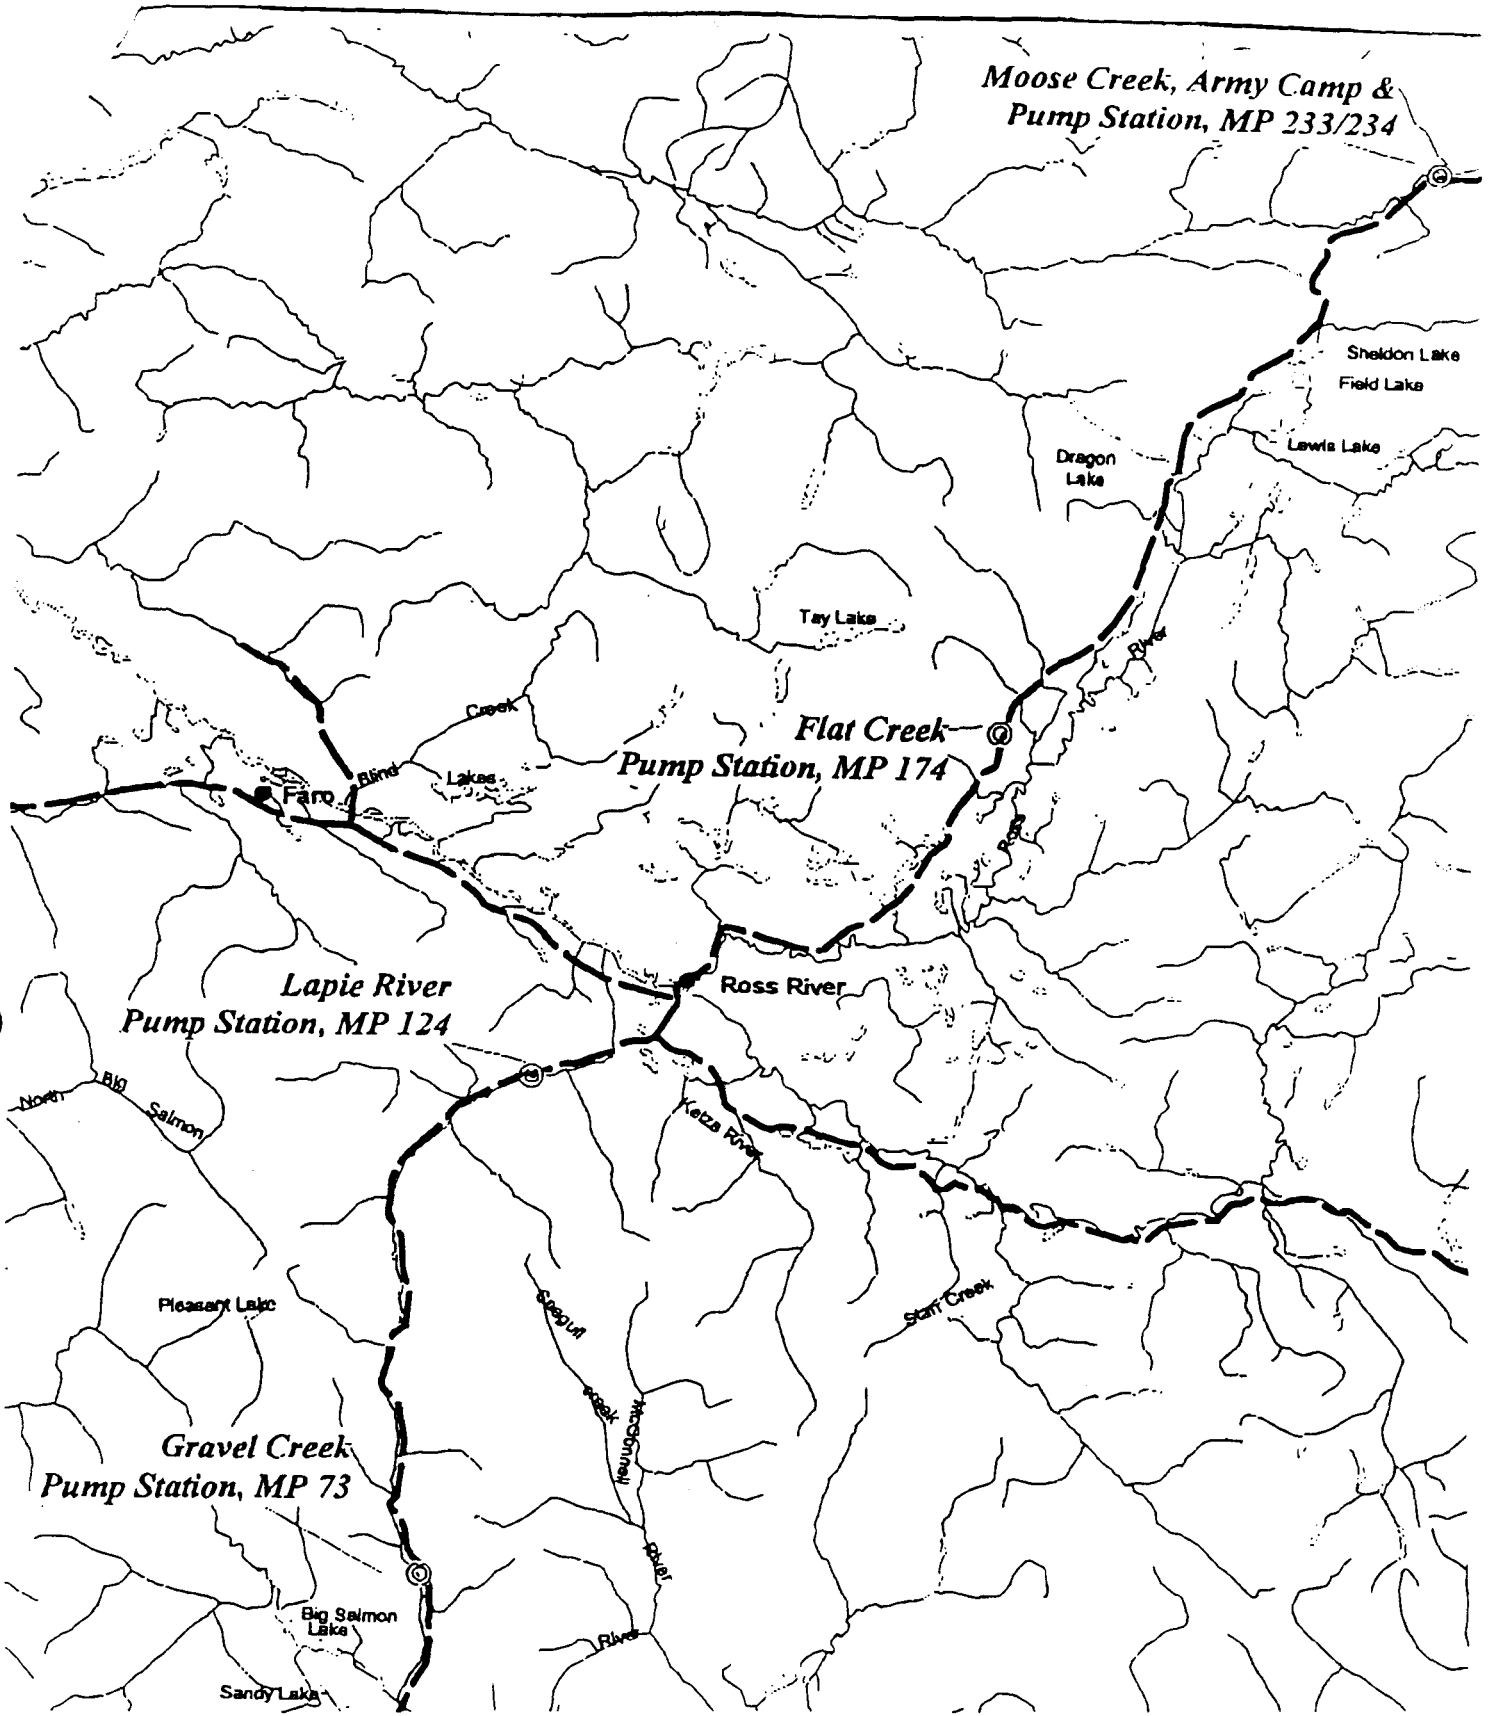 Moose Creek, Army Camp &
Pump Station, MP 233/234
Sheldon Lake
Field Lake
Lewis Lake
Dragon
Lake
Tay Lake
River
Creek
Flat Creek
Pump Station, MP 174
Blind
Lakes
Faro
Ross
Lapie River
Pump Station, MP 124
Ross River
North
Big
Salmon
Ketza River
Pleasant Lake
Starr Creek
Seagull
Creek
McConnell
Gravel Creek
Pump Station, MP 73
River
Big Salmon
Lake
River
Sandy Lake